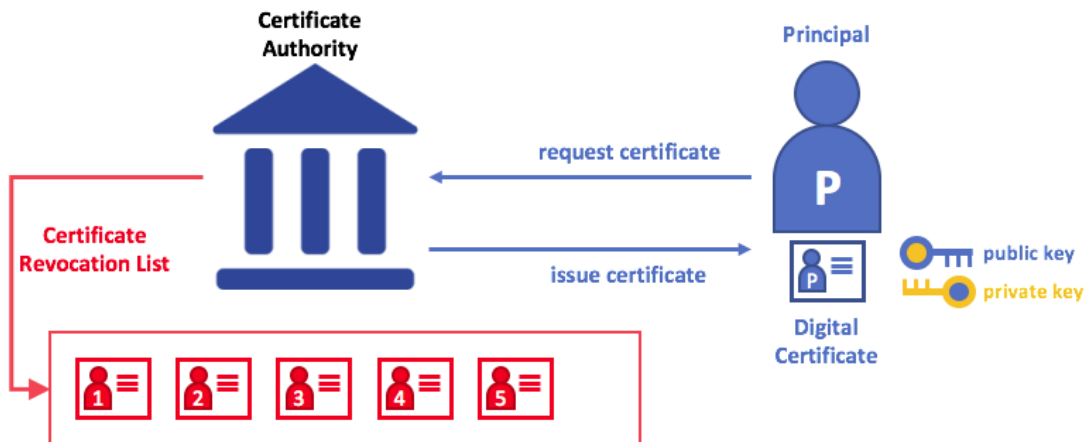 Certificate
Authority
Principal
request certificate
P
Certificate
Revocation List
issue certificate
P
public key
private key
Digital
Certificate
1
2
3
4
5